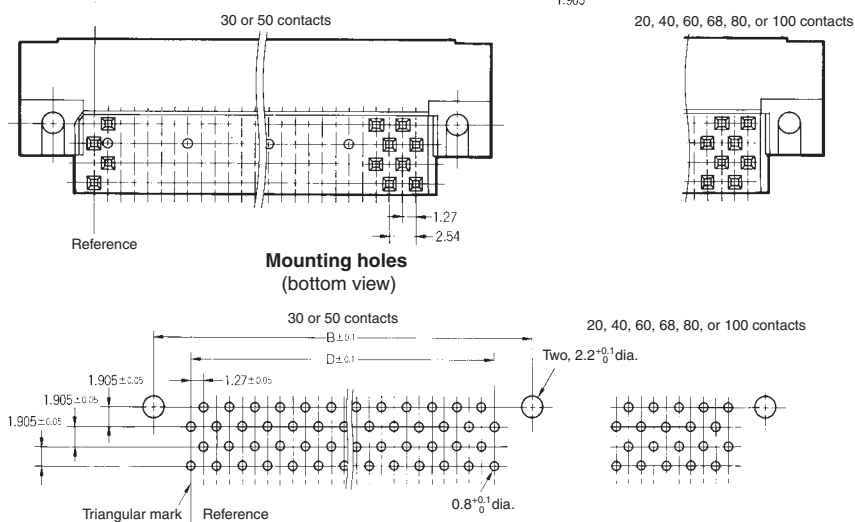 1.905
30 or 50 contacts
20, 40, 60, 68, 80, or 100 contacts
1.27
2.54
Reference
Mounting holes
(bottom view)
30 or 50 contacts
20, 40, 60, 68, 80, or 100 contacts
B±0.1
D±0.1
Two, 2.2+0.1 0 dia.
1.905±0.05
1.27±0.05
1.905±0.05
1.905±0.05
0.8+0.1 0 dia.
Triangular mark
Reference